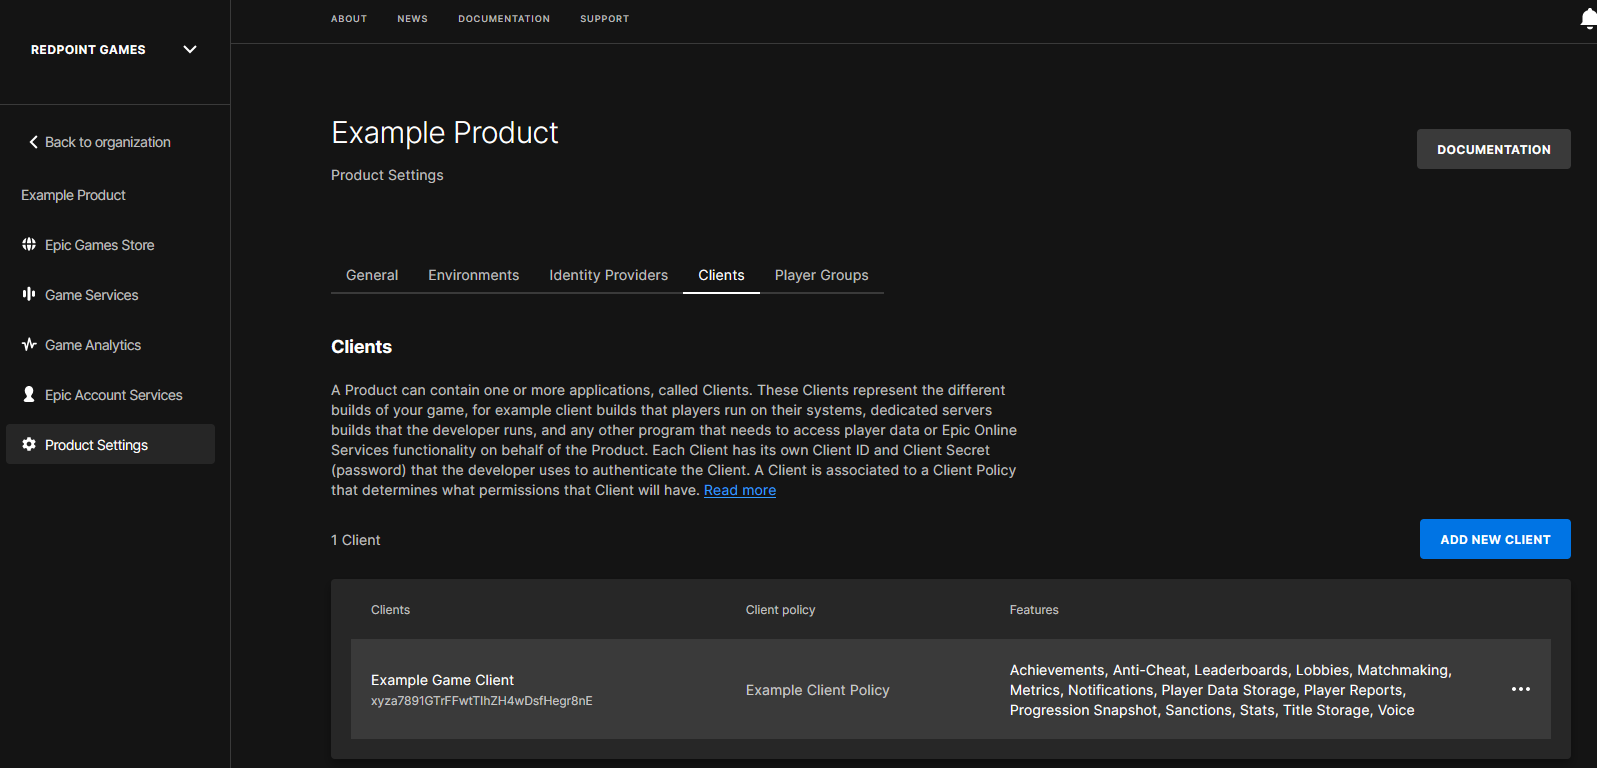 ABOUT NEWS DOCUMENTATION SUPPORT
REDPOINT GAMES
Back to organization
Example Product
Epic Games Store
Game Services
Game Analytics
Epic Account Services
Product Settings
Example Product
Product Settings
DOCUMENTATION
General Environments Identity Providers Clients Player Groups
Clients
A Product can contain one or more applications, called Clients. These Clients represent the different
builds of your game, for example client builds that players run on their systems, dedicated servers
builds that the developer runs, and any other program that needs to access player data or Epic Online
Services functionality on behalf of the Product. Each Client has its own Client ID and Client Secret
(password) that the developer uses to authenticate the Client. A Client is associated to a Client Policy
that determines what permissions that Client will have. Read more
1 Client
ADD NEW CLIENT
Clients Client policy Features
Example Game Client
xyza7891GTrFFwtTIhZH4wDsfHegr8nE
Example Client Policy
Achievements, Anti-Cheat, Leaderboards, Lobbies, Matchmaking,
Metrics, Notifications, Player Data Storage, Player Reports,
Progression Snapshot, Sanctions, Stats, Title Storage, Voice